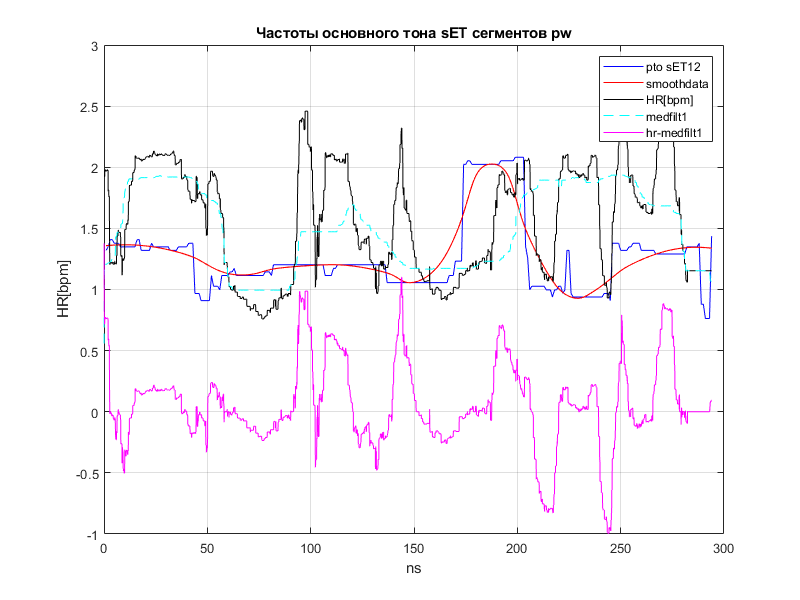 Частоты основного тона sET сегментов pw
pto sET12
smoothdata
HR[bpm]
medfilt1
hr-medfilt1
HR[bpm]
3
2.5
2
1.5
1
0.5
0
-0.5
-1
0
50
100
150
200
250
300
ns